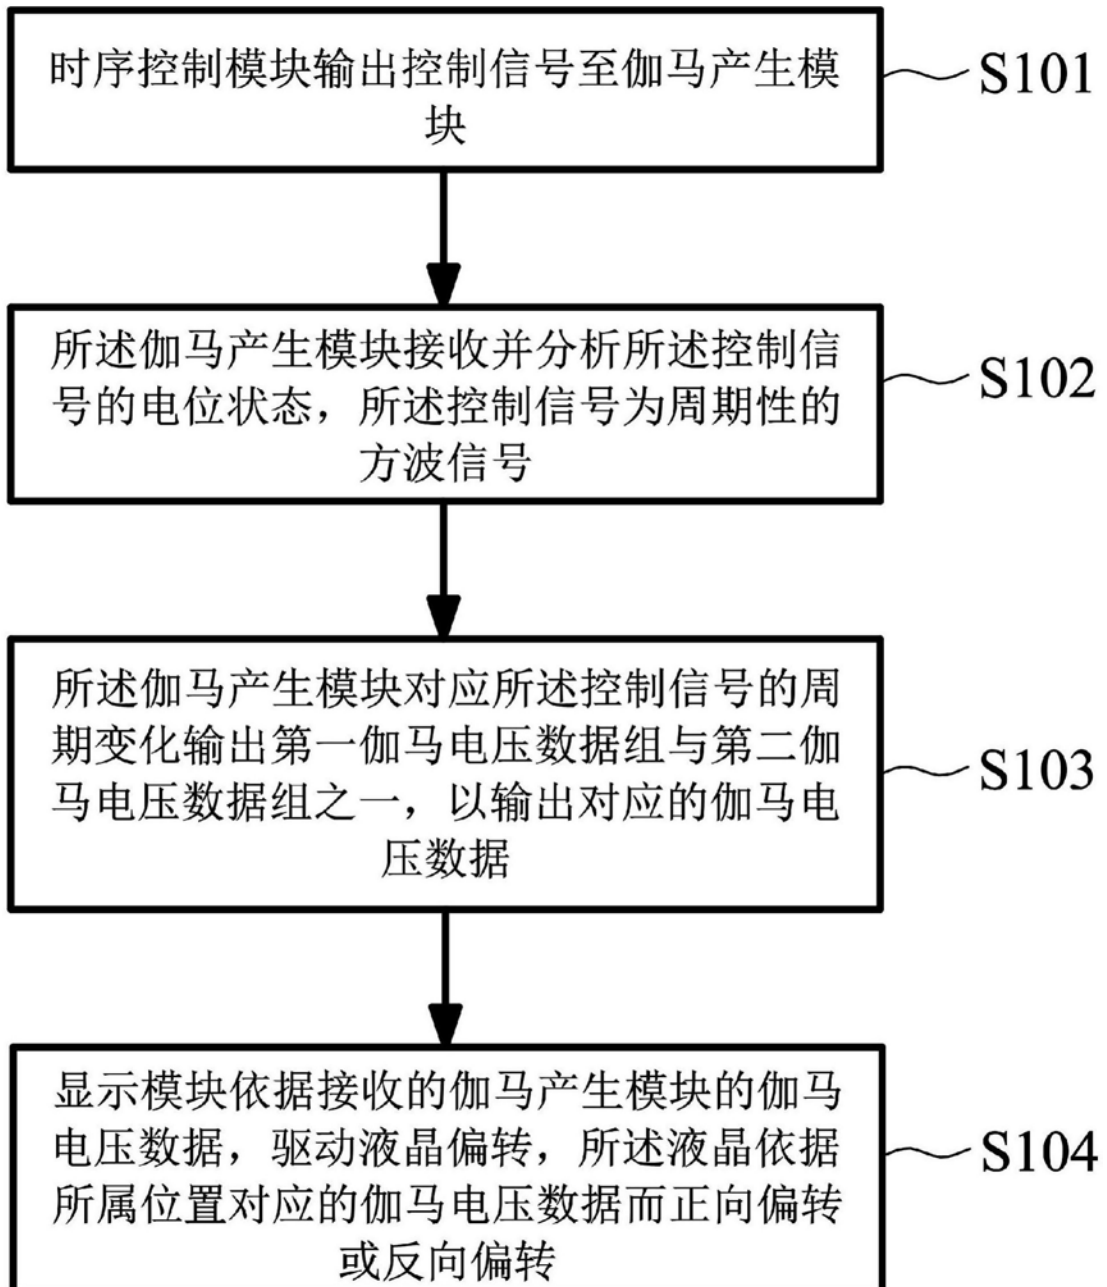 时序控制模块输出控制信号至伽马产生模
块
S101
所述伽马产生模块接收并分析所述控制信
号的电位状态，所述控制信号为周期性的
方波信号
S102
所述伽马产生模块对应所述控制信号的周
期变化输出第一伽马电压数据组与第二伽
马电压数据组之一，以输出对应的伽马电
压数据
S103
显示模块依据接收的伽马产生模块的伽马
电压数据，驱动液晶偏转，所述液晶依据
所属位置对应的伽马电压数据而正向偏转
或反向偏转
S104